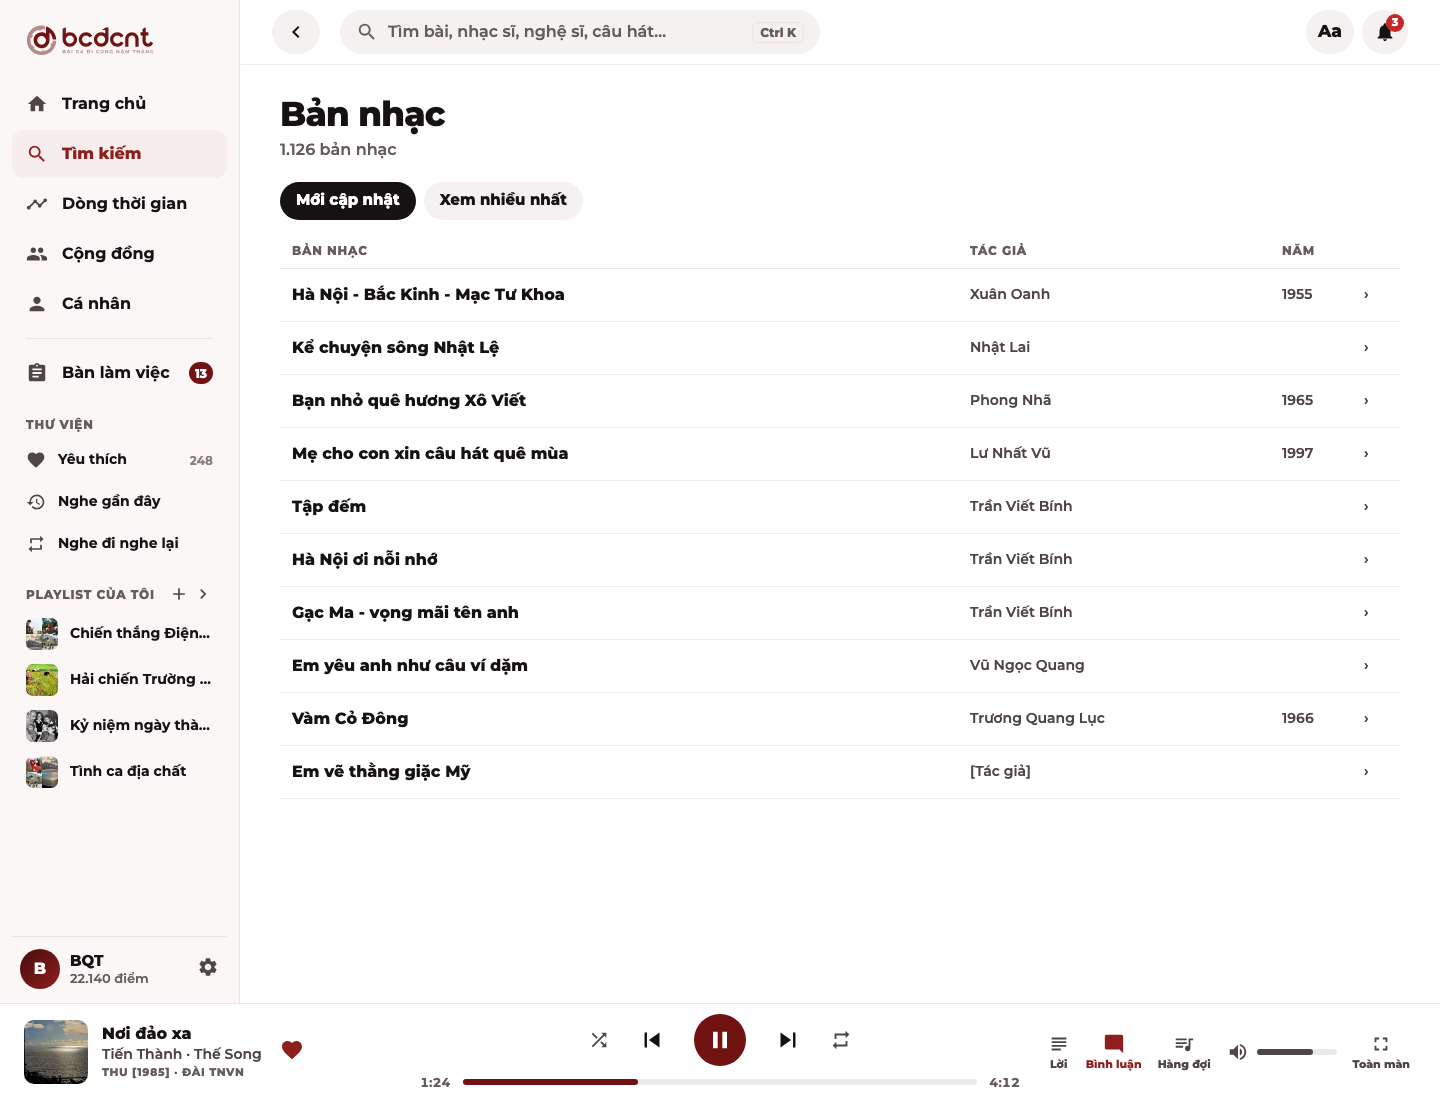 bcdcnt
BÀI CA ĐI CÙNG NĂM THÁNG
Trang chủ
Tìm kiếm
Dòng thời gian
Cộng đồng
Cá nhân
Bàn làm việc 13
THƯ VIỆN
Yêu thích 248
Nghe gần đây
Nghe đi nghe lại
PLAYLIST CỦA TÔI
Chiến thắng Điện...
Hải chiến Trường ...
Kỷ niệm ngày thà...
Tình ca địa chất
B
BQT
22.140 điểm
Tìm bài, nhạc sĩ, nghệ sĩ, câu hát... Ctrl K
Aa
3
Bản nhạc
1.126 bản nhạc
Mới cập nhật Xem nhiều nhất
BẢN NHẠC TÁC GIẢ NĂM
Hà Nội - Bắc Kinh - Mạc Tư Khoa Xuân Oanh 1955
Kể chuyện sông Nhật Lệ Nhật Lai
Bạn nhỏ quê hương Xô Viết Phong Nhã 1965
Mẹ cho con xin câu hát quê mùa Lư Nhất Vũ 1997
Tập đếm Trần Viết Bính
Hà Nội ơi nỗi nhớ Trần Viết Bính
Gạc Ma - vọng mãi tên anh Trần Viết Bính
Em yêu anh như câu ví dặm Vũ Ngọc Quang
Vàm Cỏ Đông Trương Quang Lục 1966
Em vẽ thằng giặc Mỹ [Tác giả]
Nơi đảo xa
Tiến Thành · Thế Song
THU [1985] · ĐÀI TNVN
1:24 4:12
Lời Bình luận Hàng đợi Toàn màn